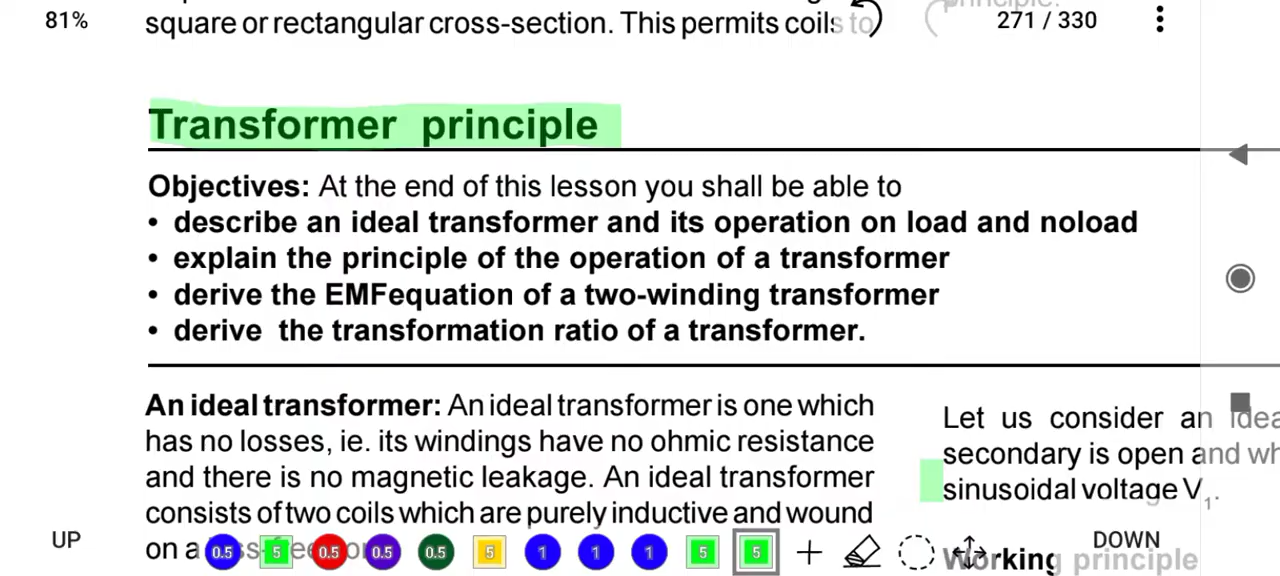 81%
square or rectangular cross-section. This permits coils to
principle.
271 / 330
Transformer principle
Objectives: At the end of this lesson you shall be able to
• describe an ideal transformer and its operation on load and noload
• explain the principle of the operation of a transformer
• derive the EMFequation of a two-winding transformer
• derive the transformation ratio of a transformer.
An ideal transformer: An ideal transformer is one which
has no losses, ie. its windings have no ohmic resistance
and there is no magnetic leakage. An ideal transformer
consists of two coils which are purely inductive and wound
on a
Let us consider an idea
secondary is open and wh
sinusoidal voltage V₁.
Working principle
UP
0.5 5 0.5 0.5 0.5 5 1 1 1 5 5
DOWN